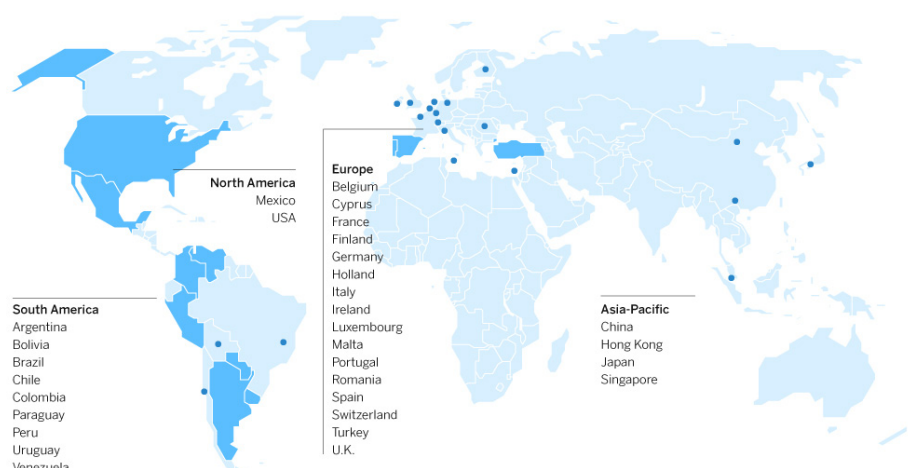 North America
Mexico
USA
South America
Argentina
Bolivia
Brazil
Chile
Colombia
Paraguay
Peru
Uruguay
Venezuela
Europe
Belgium
Cyprus
France
Finland
Germany
Holland
Italy
Ireland
Luxembourg
Malta
Portugal
Romania
Spain
Switzerland
Turkey
U.K.
Asia-Pacific
China
Hong Kong
Japan
Singapore